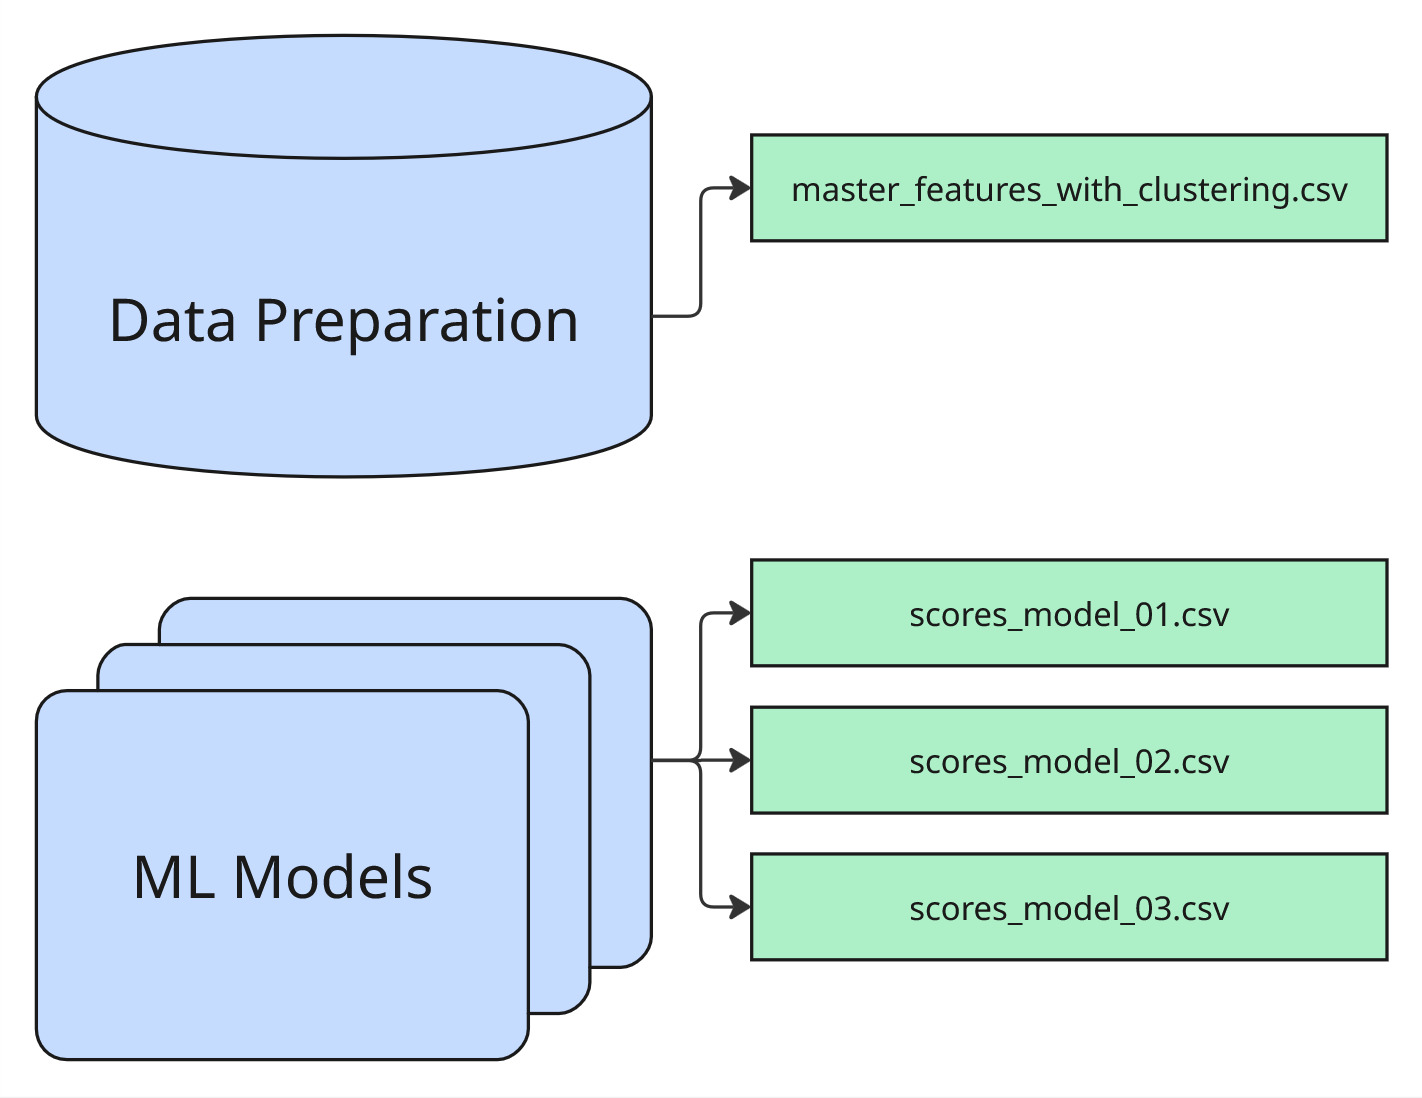 Data Preparation
master_features_with_clustering.csv
ML Models
scores_model_01.csv
scores_model_02.csv
scores_model_03.csv